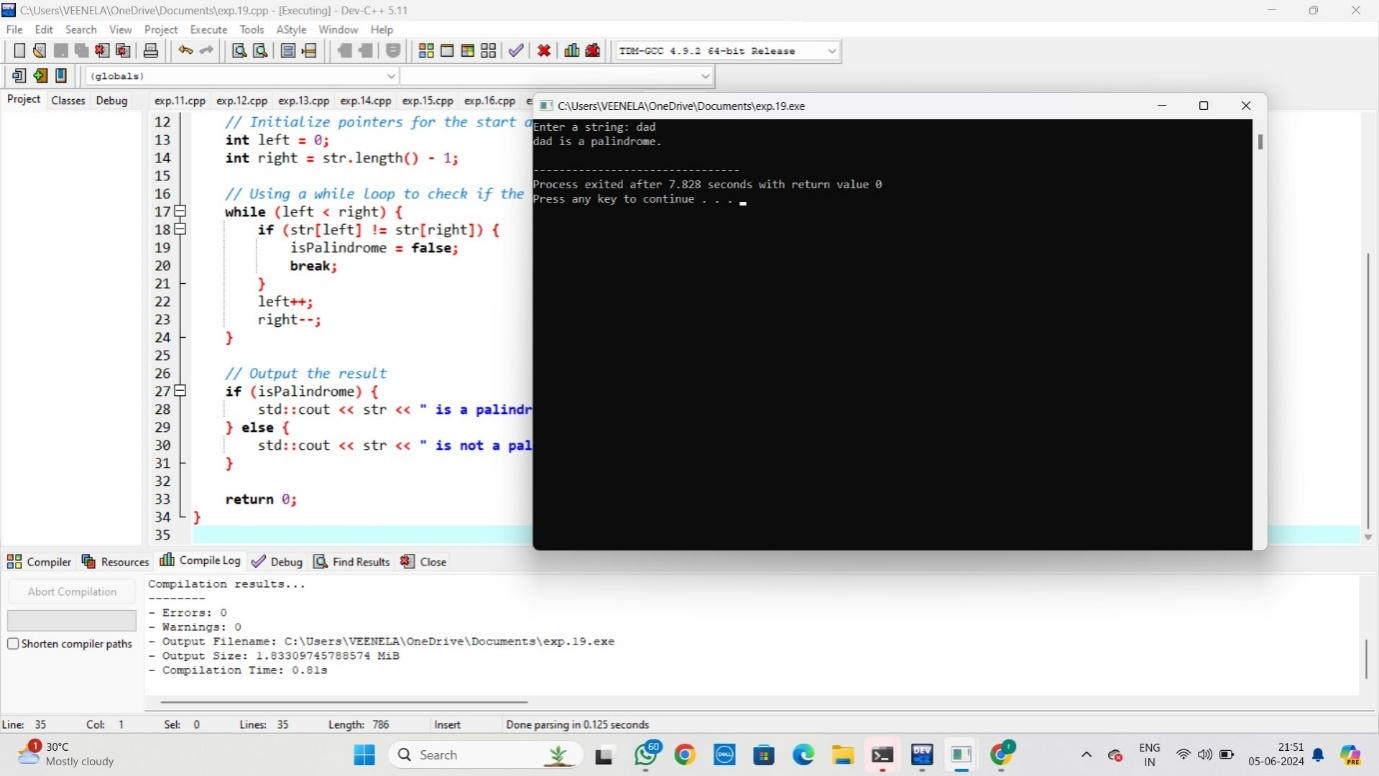 C:\Users\VEENELA\OneDrive\Documents\exp.19.cpp - [Executing] - Dev-C++ 5.11
File Edit Search View Project Execute Tools AStyle Window Help
TDM-GCC 4.9.2 64-bit Release
(globals)
Project Classes Debug
exp.11.cpp exp.12.cpp exp.13.cpp exp.14.cpp exp.15.cpp exp.16.cpp e
12 // Initialize pointers for the start a
13 int left = 0;
14 int right = str.length() - 1;
15
16 // Using a while loop to check if the
17 while (left < right) {
18 if (str[left] != str[right]) {
19 isPalindrome = false;
20 break;
21 }
22 left++;
23 right--;
24 }
25
26 // Output the result
27 if (isPalindrome) {
28 std::cout << str << " is a palindr
29 } else {
30 std::cout << str << " is not a pal
31 }
32
33 return 0;
34 }
35
C:\Users\VEENELA\OneDrive\Documents\exp.19.exe
Enter a string: dad
dad is a palindrome.
--------------------------------
Process exited after 7.828 seconds with return value 0
Press any key to continue . . .
Compiler Resources Compile Log Debug Find Results Close
Abort Compilation
Shorten compiler paths
Compilation results...
--------
- Errors: 0
- Warnings: 0
- Output Filename: C:\Users\VEENELA\OneDrive\Documents\exp.19.exe
- Output Size: 1.83309745788574 MiB
- Compilation Time: 0.81s
Line: 35 Col: 1 Sel: 0 Lines: 35 Length: 786 Insert Done parsing in 0.125 seconds
1
30°C
Mostly cloudy
Search
60
DELL
DEV
ENG
IN
21:51
05-06-2024
PRE